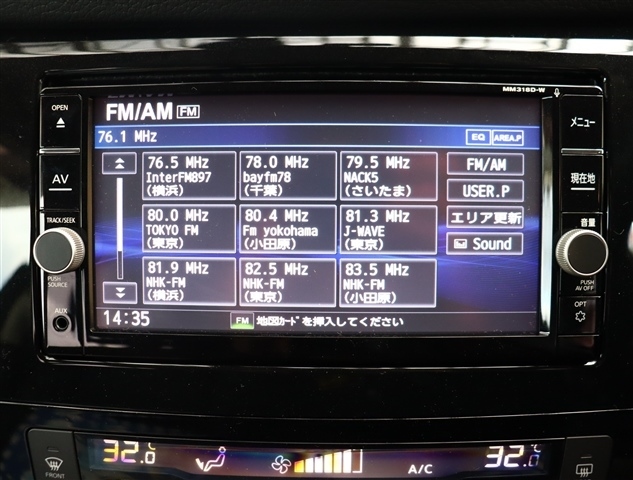 MM318D-W
OPEN
FM/AM FM
メニュー
76.1 MHz
EQ AREA.P
76.5 MHz
InterFM897
(横浜)
78.0 MHz
bayfm78
(千葉)
79.5 MHz
NACK5
(さいたま)
FM/AM
AV
現在地
USER.P
80.0 MHz
TOKYO FM
(東京)
80.4 MHz
Fm yokohama
(小田原)
81.3 MHz
J-WAVE
(東京)
エリア更新
TRACK/SEEK
音量
Sound
81.9 MHz
NHK-FM
(横浜)
82.5 MHz
NHK-FM
(東京)
83.5 MHz
NHK-FM
(小田原)
PUSH
SOURCE
PUSH
AV OFF
AUX
OPT
14:35
FM 地図ｶｰﾄﾞを挿入してください
32.0 °C
A/C
32.0 °C
FRONT